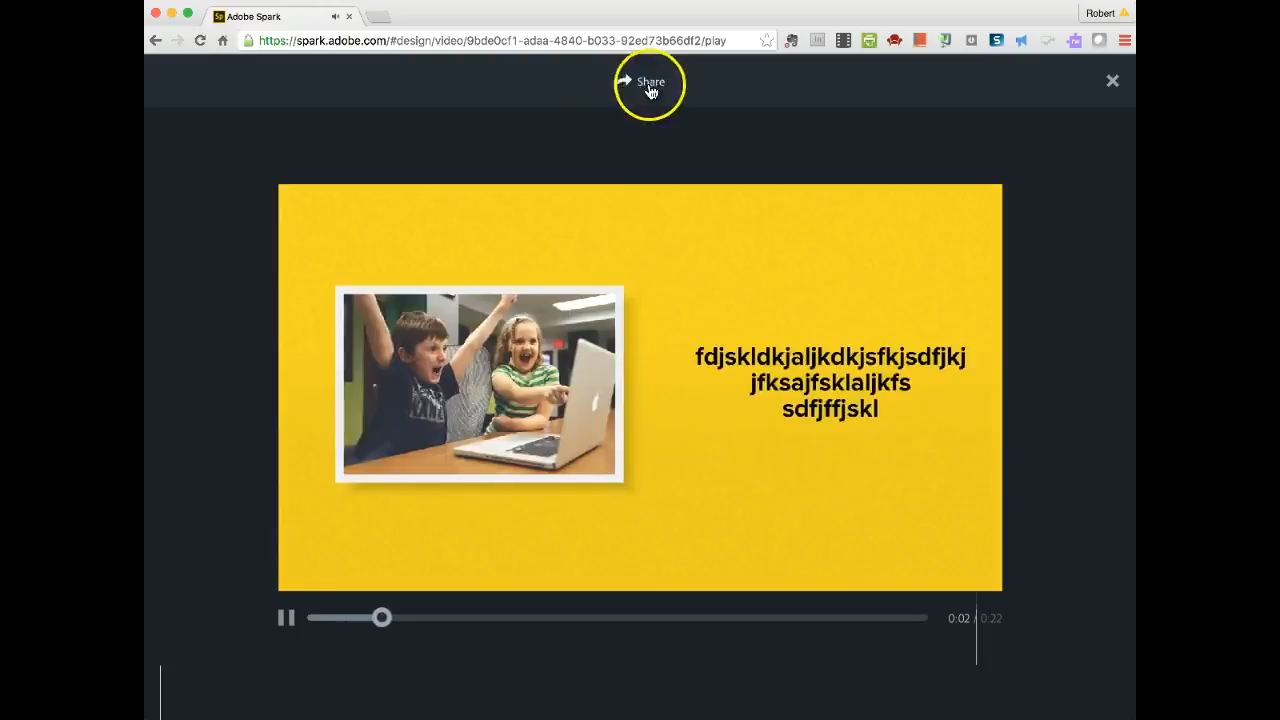 Adobe Spark
Robert
https://spark.adobe.com/#design/video/9bde0cf1-adaa-4840-b033-92ed73b66df2/play
Share
fdjskldkjaljkdkjsfkjsdfjkj
jfksajfsklaljkfs
sdfjffjskl
0:02 / 0:22